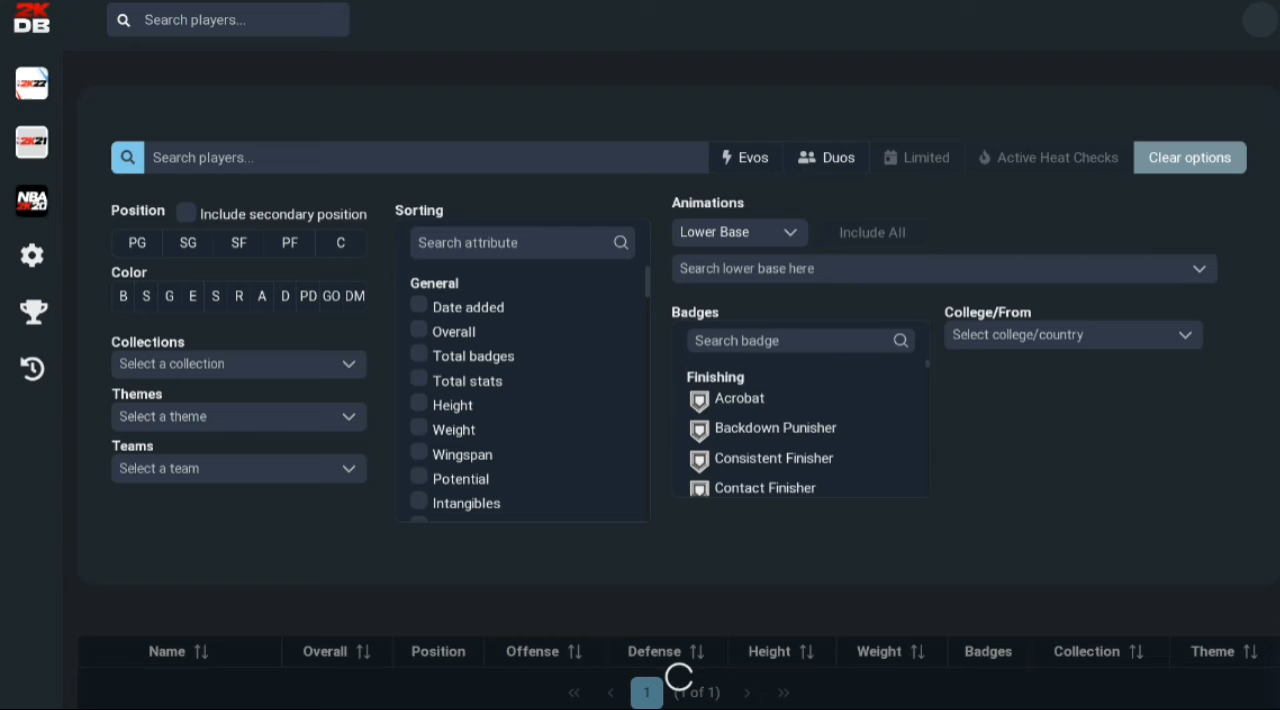 2K
DB
Search players...
2K22
2K21
NBA
2K20
Search players...
Evos
Duos
Limited
Active Heat Checks
Clear options
Position
Include secondary position
PG SG SF PF C
Color
B S G E S R A D PD GO DM
Collections
Select a collection
Themes
Select a theme
Teams
Select a team
Sorting
Search attribute
General
Date added
Overall
Total badges
Total stats
Height
Weight
Wingspan
Potential
Intangibles
Animations
Lower Base
Include All
Search lower base here
Badges
Search badge
Finishing
Acrobat
Backdown Punisher
Consistent Finisher
Contact Finisher
College/From
Select college/country
Name Overall Position Offense Defense Height Weight Badges Collection Theme
« ‹ 1 (1 of 1) › »